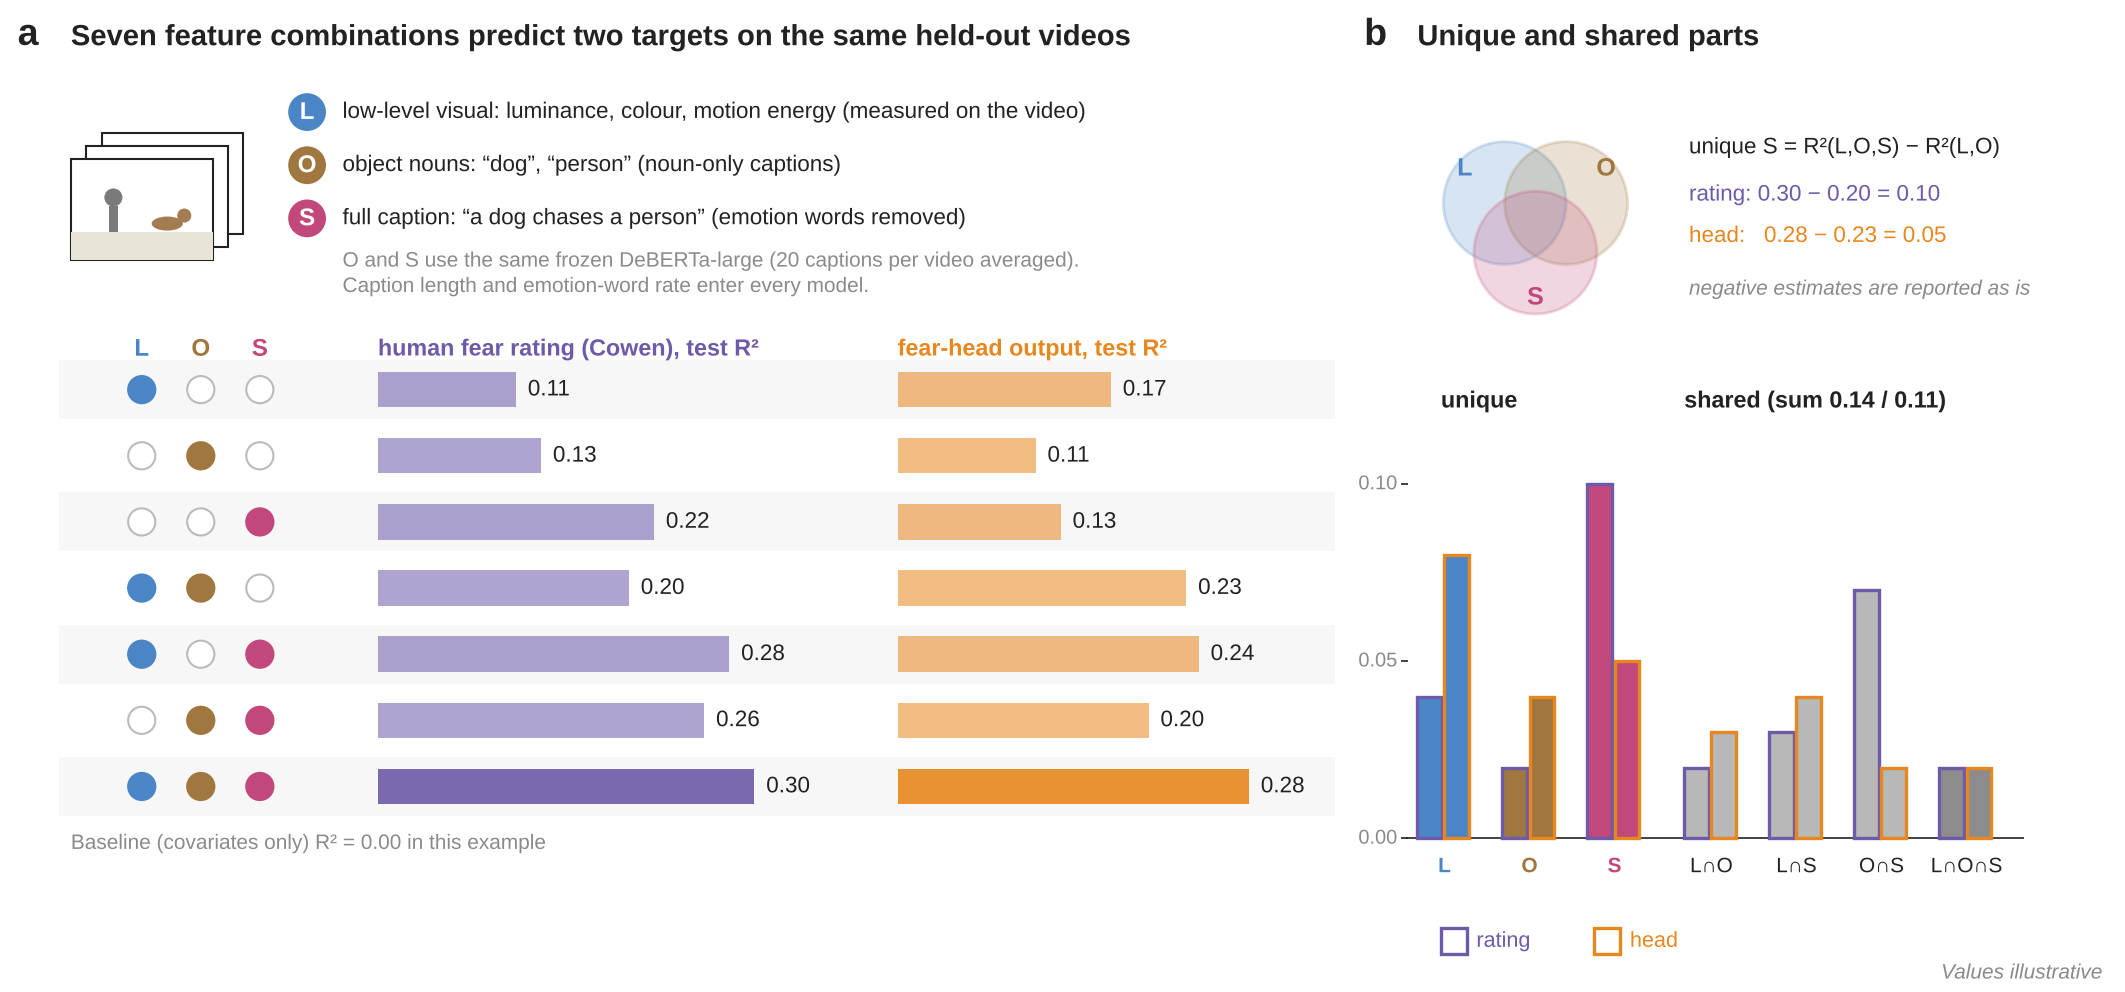 a Seven feature combinations predict two targets on the same held-out videos
L low-level visual: luminance, colour, motion energy (measured on the video)
O object nouns: “dog”, “person” (noun-only captions)
S full caption: “a dog chases a person” (emotion words removed)
O and S use the same frozen DeBERTa-large (20 captions per video averaged).
Caption length and emotion-word rate enter every model.
L O S human fear rating (Cowen), test R² fear-head output, test R²
0.11 0.17
0.13 0.11
0.22 0.13
0.20 0.23
0.28 0.24
0.26 0.20
0.30 0.28
Baseline (covariates only) R² = 0.00 in this example
b Unique and shared parts
L O
S
unique S = R²(L,O,S) − R²(L,O)
rating: 0.30 − 0.20 = 0.10
head: 0.28 − 0.23 = 0.05
negative estimates are reported as is
unique shared (sum 0.14 / 0.11)
0.10
0.05
0.00
L O S L∩O L∩S O∩S L∩O∩S
rating head
Values illustrative